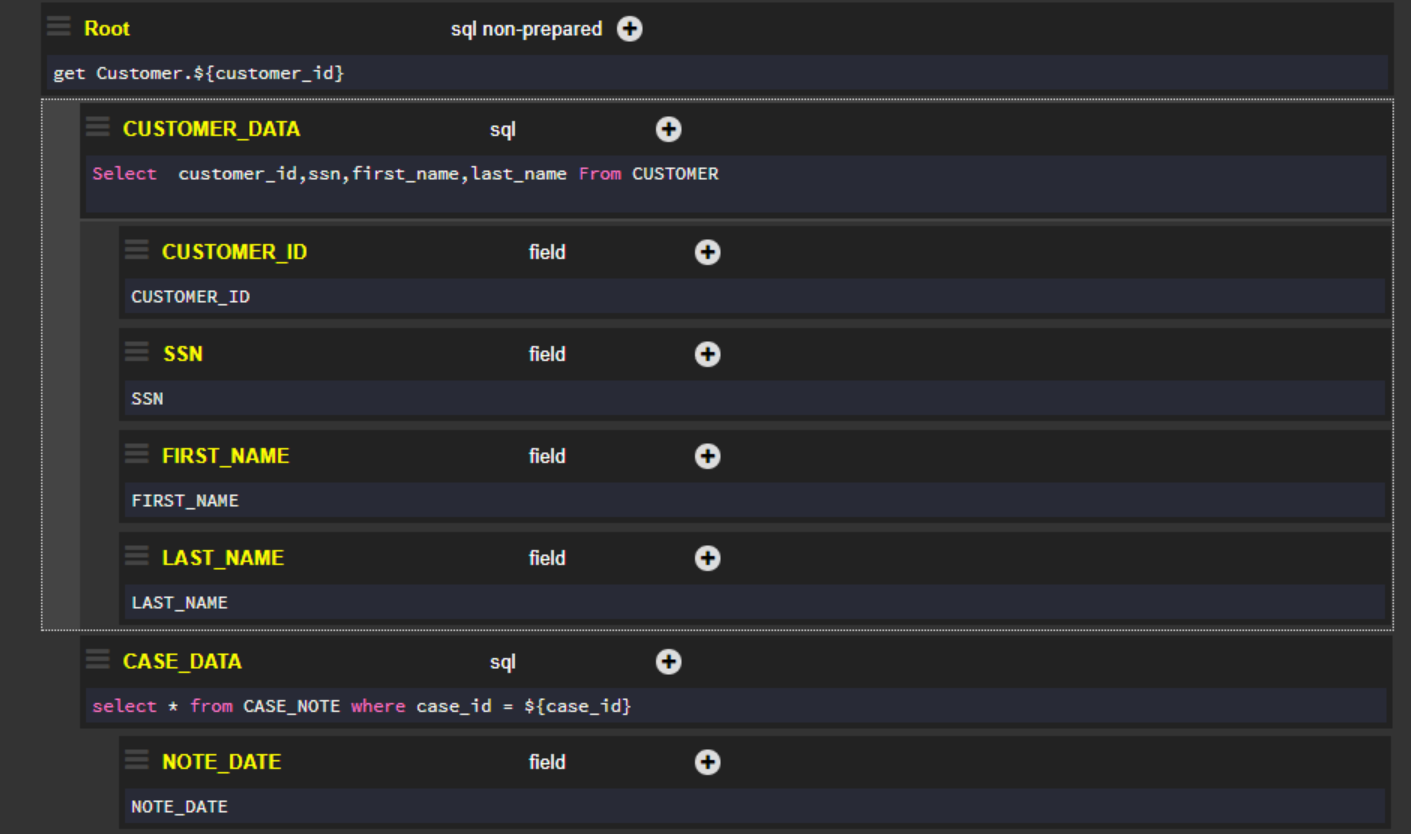 Root sql non-prepared
get Customer.${customer_id}
CUSTOMER_DATA sql
Select  customer_id,ssn,first_name,last_name From CUSTOMER
CUSTOMER_ID field
CUSTOMER_ID
SSN field
SSN
FIRST_NAME field
FIRST_NAME
LAST_NAME field
LAST_NAME
CASE_DATA sql
select * from CASE_NOTE where case_id = ${case_id}
NOTE_DATE field
NOTE_DATE